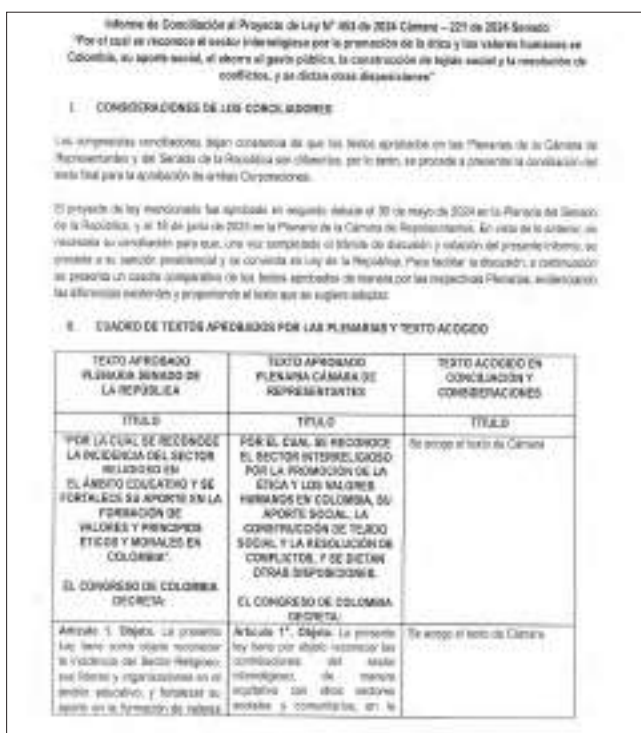 Informe de Conciliación al Proyecto de Ley N° 463 de 2024 Cámara – 221 de 2024 Senado
"Por el cual se reconoce el sector interreligioso por la promoción de la ética y los valores humanos en
Colombia, su aporte social, el ahorro al gasto público, la construcción de tejido social y la resolución de
conflictos, y se dictan otras disposiciones"
I. CONSIDERACIONES DE LOS CONCILIADORES
Los congresistas conciliadores dejan constancia de que los textos aprobados en las Plenarias de la Cámara de
Representantes y del Senado de la República son diferentes, por lo tanto, se procede a presentar la conciliación del
texto final para la aprobación de ambas Corporaciones.
El proyecto de ley mencionado fue aprobado en segundo debate el 30 de mayo de 2024 en la Plenaria del Senado
de la República, y el 18 de junio de en la Plenaria de la Cámara de Representantes. En vista de lo anterior, es
necesaria su conciliación para que, una vez completado el trámite de discusión y votación del presente informe, se
proceda a su sanción presidencial y se convierta en Ley de la República. Para facilitar la discusión, a continuación
se presenta un cuadro comparativo de los textos aprobados de manera por las respectivas Plenarias, evidenciando
las diferencias existentes y proponiendo el texto que se sugiere adoptar.
II. CUADRO DE TEXTOS APROBADOS POR LAS PLENARIAS Y TEXTO ACOGIDO
TEXTO APROBADO
PLENARIA SENADO DE
LA REPÚBLICA
TEXTO APROBADO
PLENARIA CÁMARA DE
REPRESENTANTES
TEXTO ACOGIDO EN
CONCILIACIÓN Y
CONSIDERACIONES
TÍTULO
TÍTULO
TÍTULO
"POR LA CUAL SE RECONOCE
LA INCIDENCIA DEL SECTOR
RELIGIOSO EN
EL ÁMBITO EDUCATIVO Y SE
FORTALECE SU APORTE EN LA
FORMACIÓN DE
VALORES Y PRINCIPIOS
ÉTICOS Y MORALES EN
COLOMBIA".
EL CONGRESO DE COLOMBIA
DECRETA:
POR EL CUAL SE RECONOCE
EL SECTOR INTERRELIGIOSO
POR LA PROMOCIÓN DE LA
ÉTICA Y LOS VALORES
HUMANOS EN COLOMBIA, SU
APORTE SOCIAL, LA
CONSTRUCCIÓN DE TEJIDO
SOCIAL Y LA RESOLUCIÓN DE
CONFLICTOS, Y SE DICTAN
OTRAS DISPOSICIONES.
EL CONGRESO DE COLOMBIA
DECRETA:
Se acoge el texto de Cámara
Artículo 1. Objeto. La presente
Ley tiene como objeto reconocer
la incidencia del Sector Religioso,
sus líderes y organizaciones en el
ámbito educativo, y fortalecer su
aporte en la formación de valores
Artículo 1°. Objeto. La presente
ley tiene por objeto reconocer las
contribuciones del sector
interreligioso, de manera
equitativa con otros sectores
sociales y comunitarios, en la
Se acoge el texto de Cámara